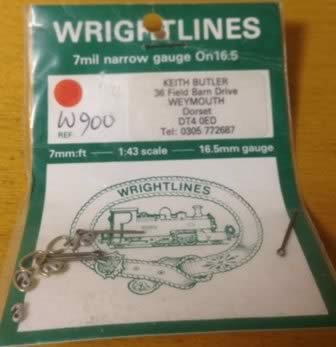 WRIGHTLINES
7mil narrow gauge On16.5
W900
REF
KEITH BUTLER
36 Field Barn Drive
WEYMOUTH
Dorset
DT4 0ED
Tel: 0305 772687
7mm:ft — 1:43 scale — 16.5mm gauge
WRIGHTLINES